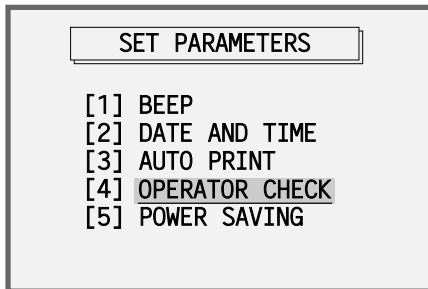 SET PARAMETERS
[1] BEEP
[2] DATE AND TIME
[3] AUTO PRINT
[4] OPERATOR CHECK
[5] POWER SAVING